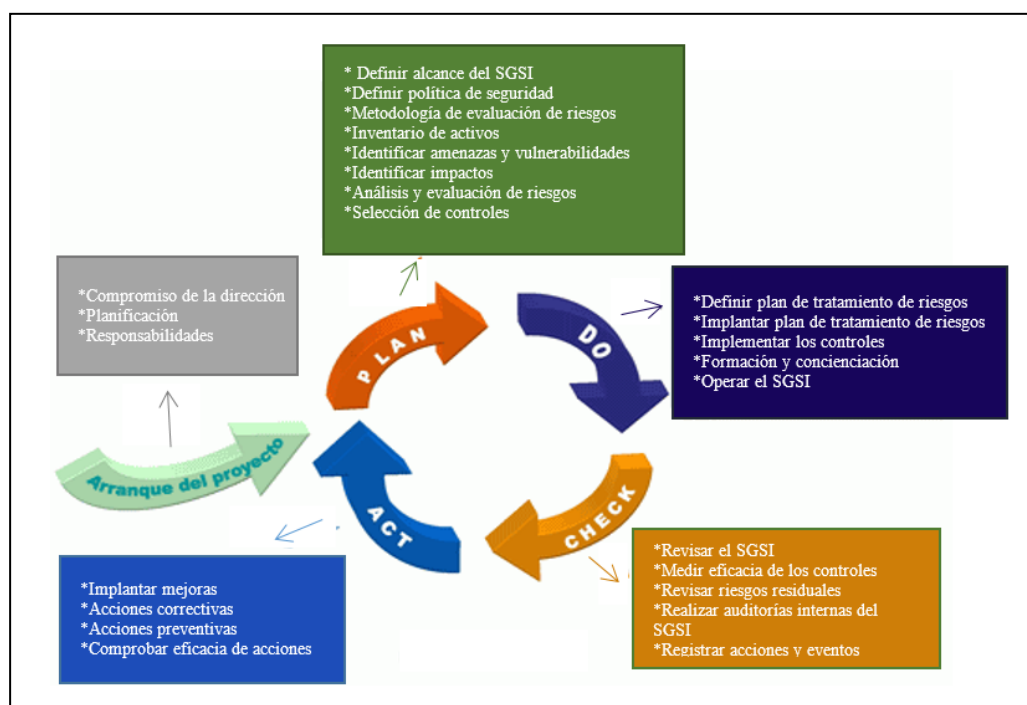 * Definir alcance del SGSI
*Definir política de seguridad
*Metodología de evaluación de riesgos
*Inventario de activos
*Identificar amenazas y vulnerabilidades
*Identificar impactos
*Análisis y evaluación de riesgos
*Selección de controles
*Compromiso de la dirección
*Planificación
*Responsabilidades
Arranque del proyecto
PLAN
DO
*Definir plan de tratamiento de riesgos
*Implantar plan de tratamiento de riesgos
*Implementar los controles
*Formación y concienciación
*Operar el SGSI
CHECK
*Revisar el SGSI
*Medir eficacia de los controles
*Revisar riesgos residuales
*Realizar auditorías internas del
SGSI
*Registrar acciones y eventos
ACT
*Implantar mejoras
*Acciones correctivas
*Acciones preventivas
*Comprobar eficacia de acciones